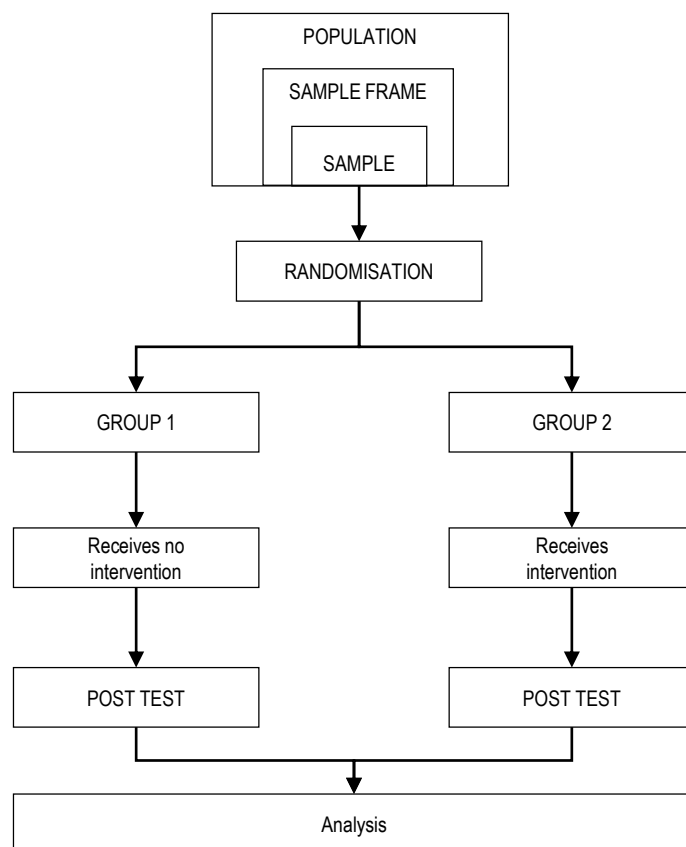 POPULATION
SAMPLE FRAME
SAMPLE
RANDOMISATION
GROUP 1
GROUP 2
Receives no
intervention
Receives
intervention
POST TEST
POST TEST
Analysis